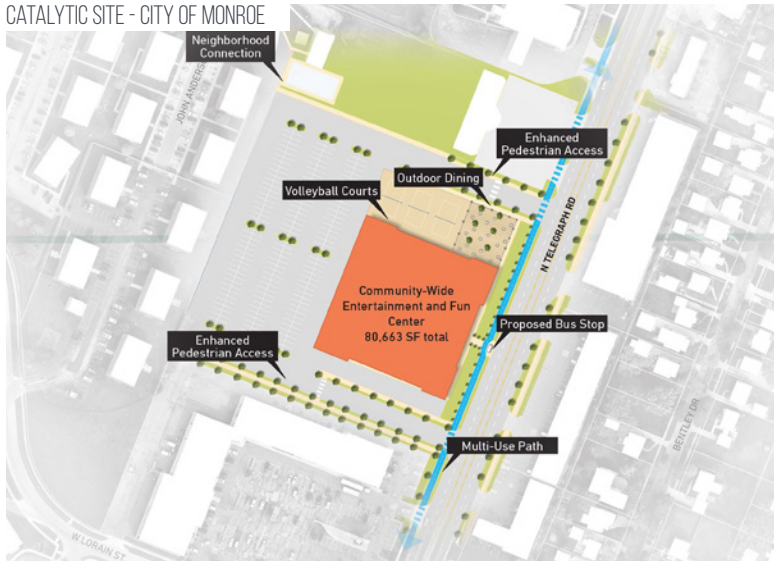 CATALYTIC SITE - CITY OF MONROE
Neighborhood
Connection
JOHN ANDERS
Enhanced
Pedestrian Access
Outdoor Dining
Volleyball Courts
N TELEGRAPH RD
Community-Wide
Entertainment and Fun
Center
80,663 SF total
Proposed Bus Stop
Enhanced
Pedestrian Access
BENTLEY DR
Multi-Use Path
W LORAIN ST